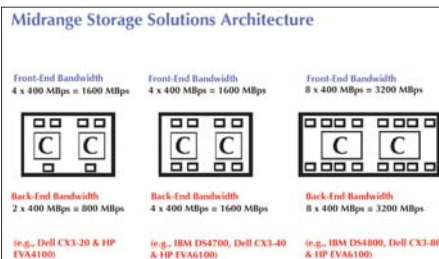 Midrange Storage Solutions Architecture
Front-End Bandwidth
4 x 400 MBps = 1600 MBps
Front-End Bandwidth
4 x 400 MBps = 1600 MBps
Front-End Bandwidth
8 x 400 MBps = 3200 MBps
C C
C C
C C
Back-End Bandwidth
2 x 400 MBps = 800 MBps
Back-End Bandwidth
4 x 400 MBps = 1600 MBps
Back-End Bandwidth
8 x 400 MBps = 3200 MBps
(e.g., Dell CX3-20 & HP
EVA4100)
(e.g., IBM DS4700, Dell CX3-40
& HP EVA6100)
(e.g., IBM DS4800, Dell CX3-80
& HP EVA6100)